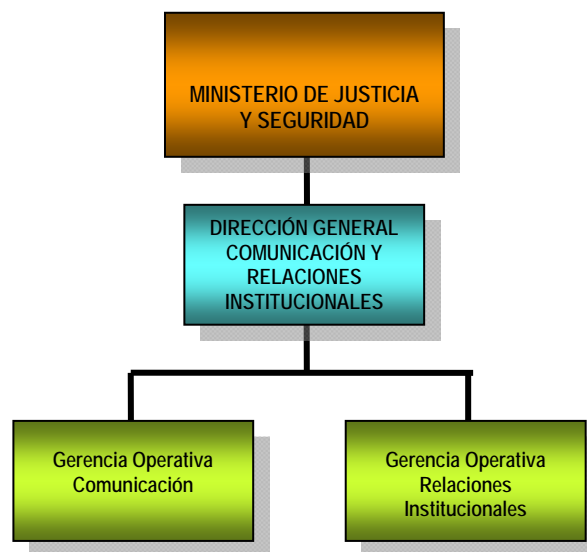 MINISTERIO DE JUSTICIA
Y SEGURIDAD
DIRECCIÓN GENERAL
COMUNICACIÓN Y
RELACIONES
INSTITUCIONALES
Gerencia Operativa
Comunicación
Gerencia Operativa
Relaciones
Institucionales